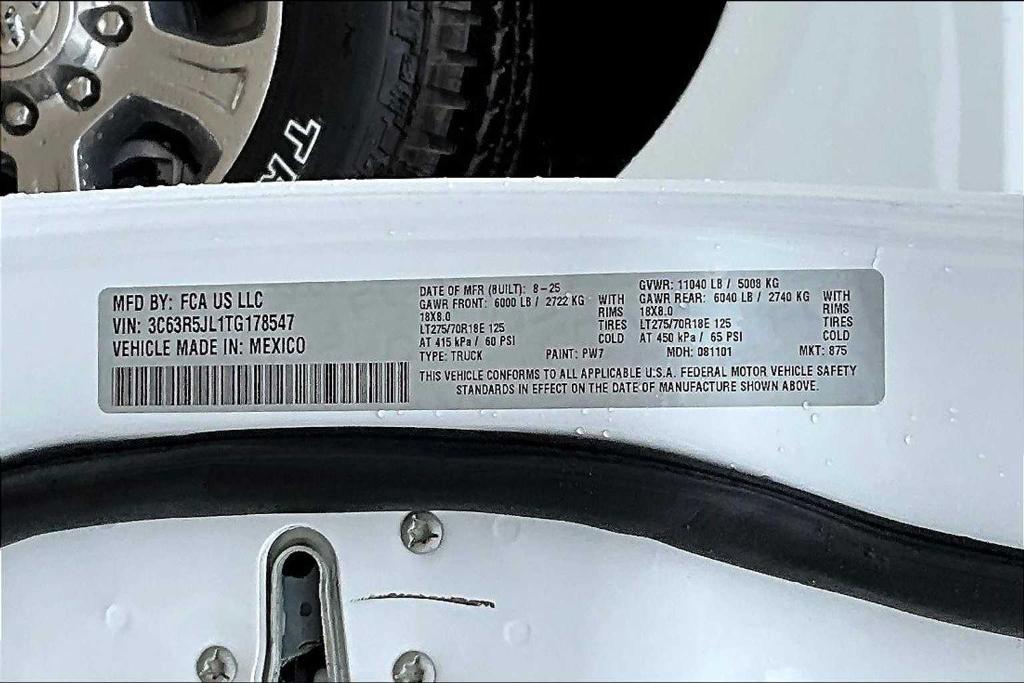 TR
MFD BY: FCA US LLC
VIN: 3C63R5JL1TG178547
VEHICLE MADE IN: MEXICO
DATE OF MFR (BUILT): 8-25
GAWR FRONT: 6000 LB / 2722 KG WITH
18X8.0 RIMS
LT275/70R18E 125 TIRES
AT 415 kPa / 60 PSI COLD
TYPE: TRUCK PAINT: PW7
GVWR: 11040 LB / 5008 KG
GAWR REAR: 6040 LB / 2740 KG WITH
18X8.0 RIMS
LT275/70R18E 125 TIRES
AT 450 kPa / 65 PSI COLD
MDH: 081101 MKT: 875
THIS VEHICLE CONFORMS TO ALL APPLICABLE U.S.A. FEDERAL MOTOR VEHICLE SAFETY
STANDARDS IN EFFECT ON THE DATE OF MANUFACTURE SHOWN ABOVE.